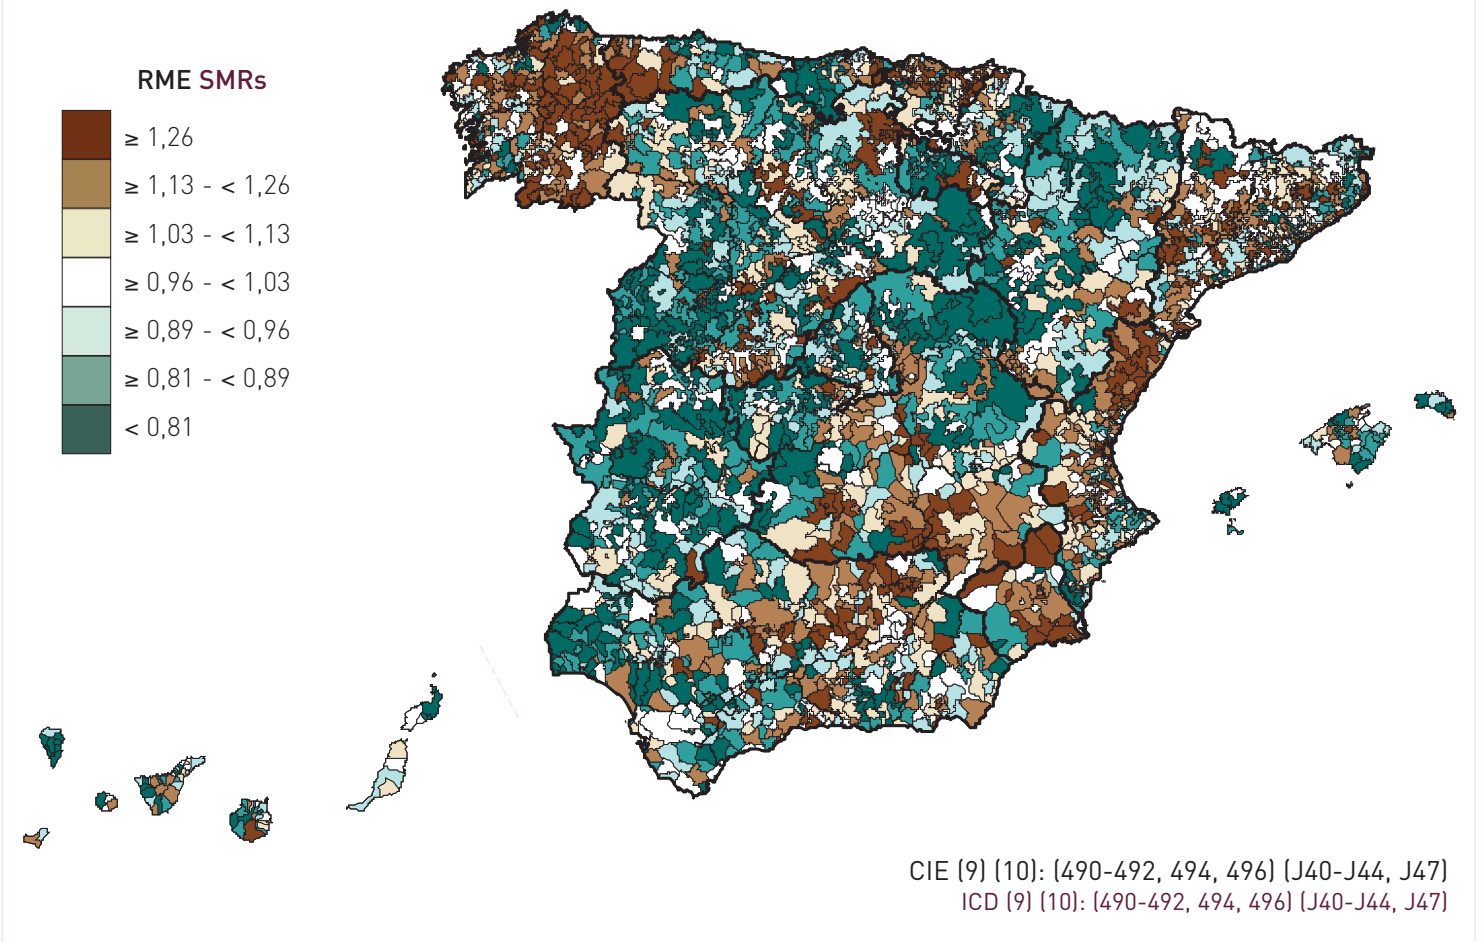 RME SMRs
≥ 1,26
≥ 1,13 - < 1,26
≥ 1,03 - < 1,13
≥ 0,96 - < 1,03
≥ 0,89 - < 0,96
≥ 0,81 - < 0,89
< 0,81
CIE (9) (10): (490-492, 494, 496) (J40-J44, J47)
ICD (9) (10): (490-492, 494, 496) (J40-J44, J47)